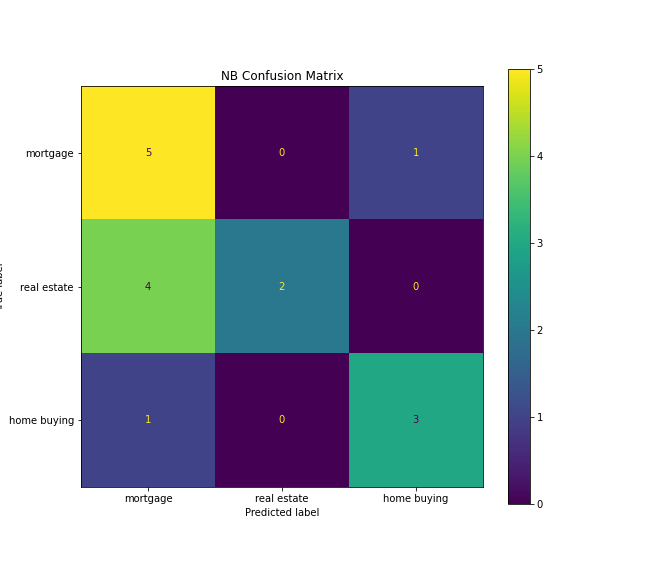 NB Confusion Matrix
mortgage 5 0 1
real estate 4 2 0
home buying 1 0 3
mortgage real estate home buying
Predicted label
5
4
3
2
1
0